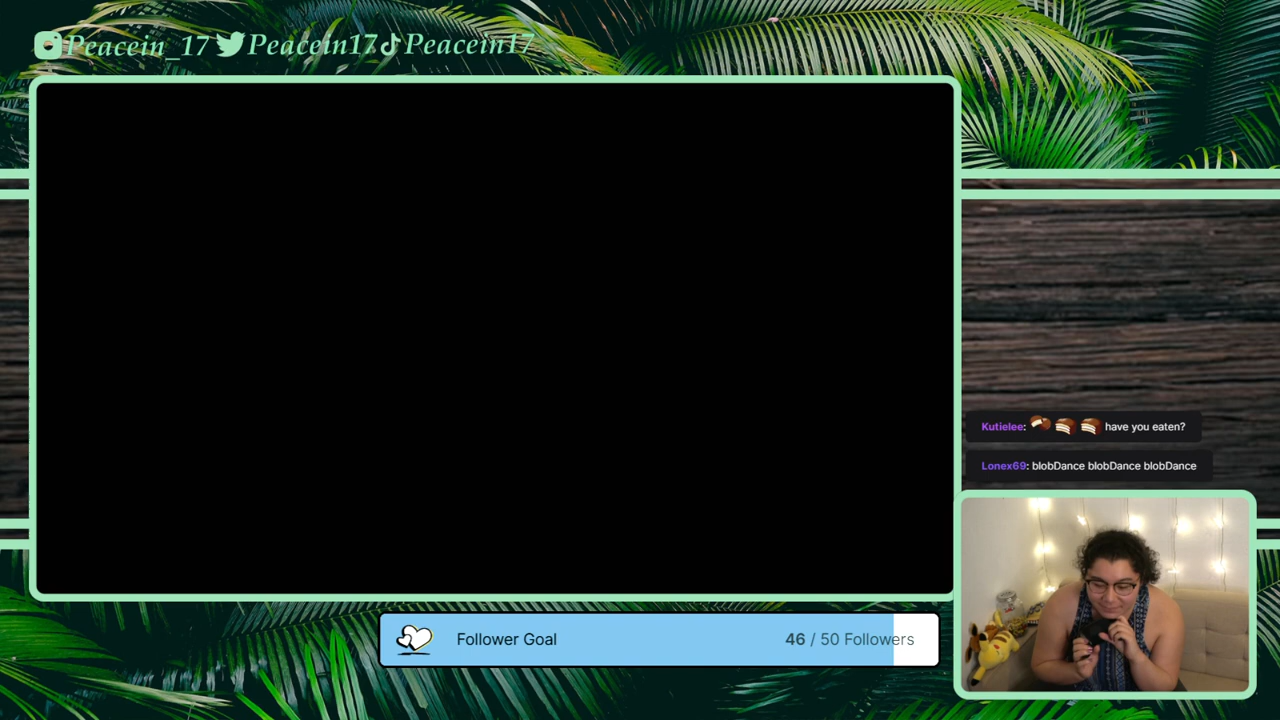 Peacein_17 Peacein17 Peacein17
Kutielee: have you eaten?
Lonex69: blobDance blobDance blobDance
Follower Goal 46 / 50 Followers